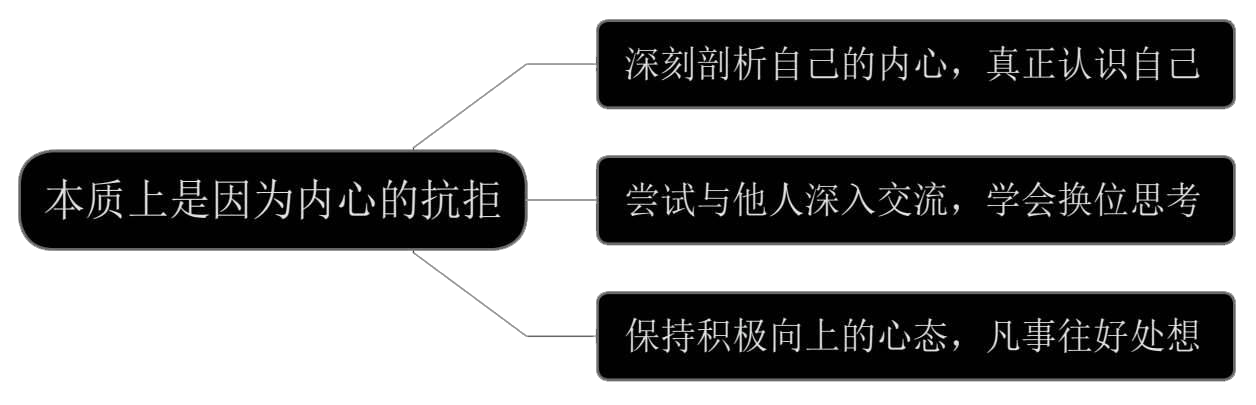 本质上是因为内心的抗拒
深刻剖析自己的内心，真正认识自己
尝试与他人深入交流，学会换位思考
保持积极向上的心态，凡事往好处想